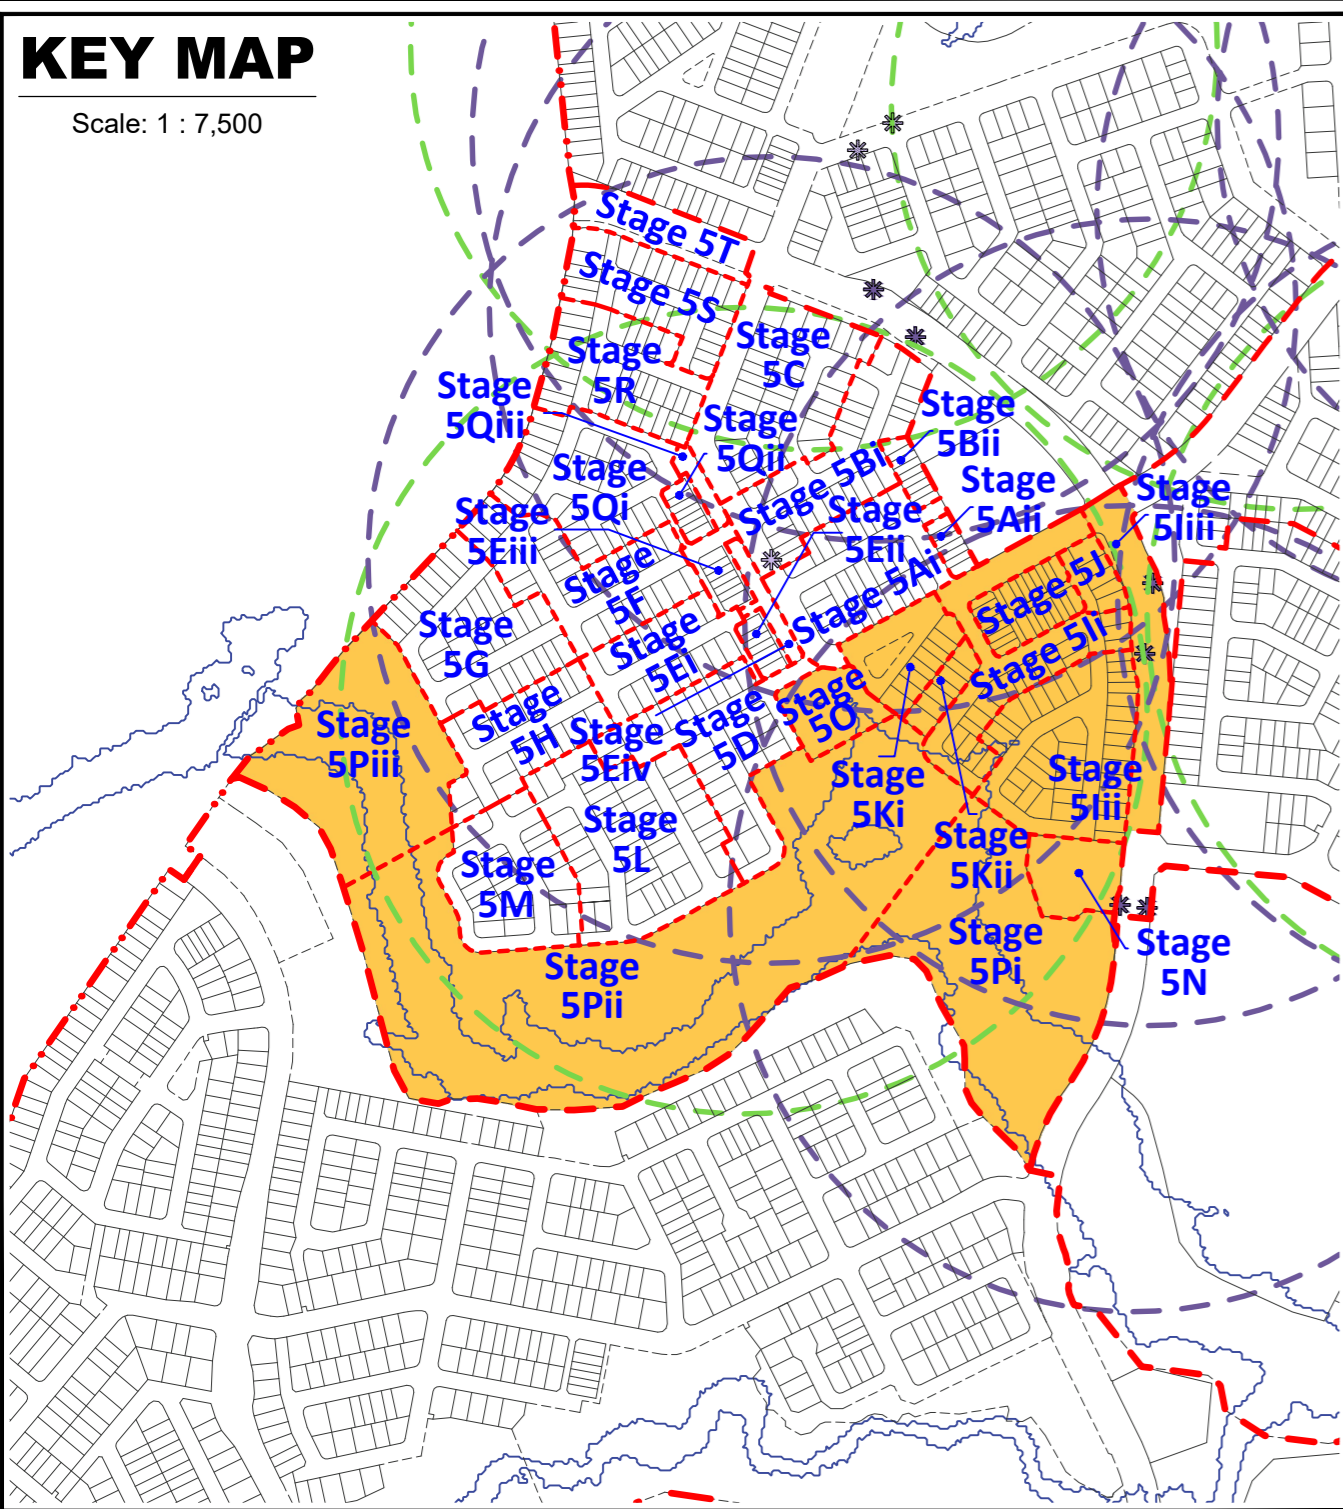 KEY MAP
Scale: 1 : 7,500
Stage 5T
Stage 5S
Stage
5C
Stage
5R
Stage
5Qiii
Stage
5Qii
Stage
5Bii
Stage
5Qi
Stage 5Bi
Stage
5Aii
Stage
5Iiii
Stage
5Eiii
Stage
5Eii
Stage
5F
Stage 5Ai
Stage 5J
Stage
5G
Stage
5Ei
Stage 5Ii
Stage
5Piii
Stage
5H
Stage
5Eiv
Stage
5D
Stage
5O
Stage
5Ki
Stage
5Iii
Stage
5L
Stage
5Kii
Stage
5M
Stage
5Pi
Stage
5N
Stage
5Pii